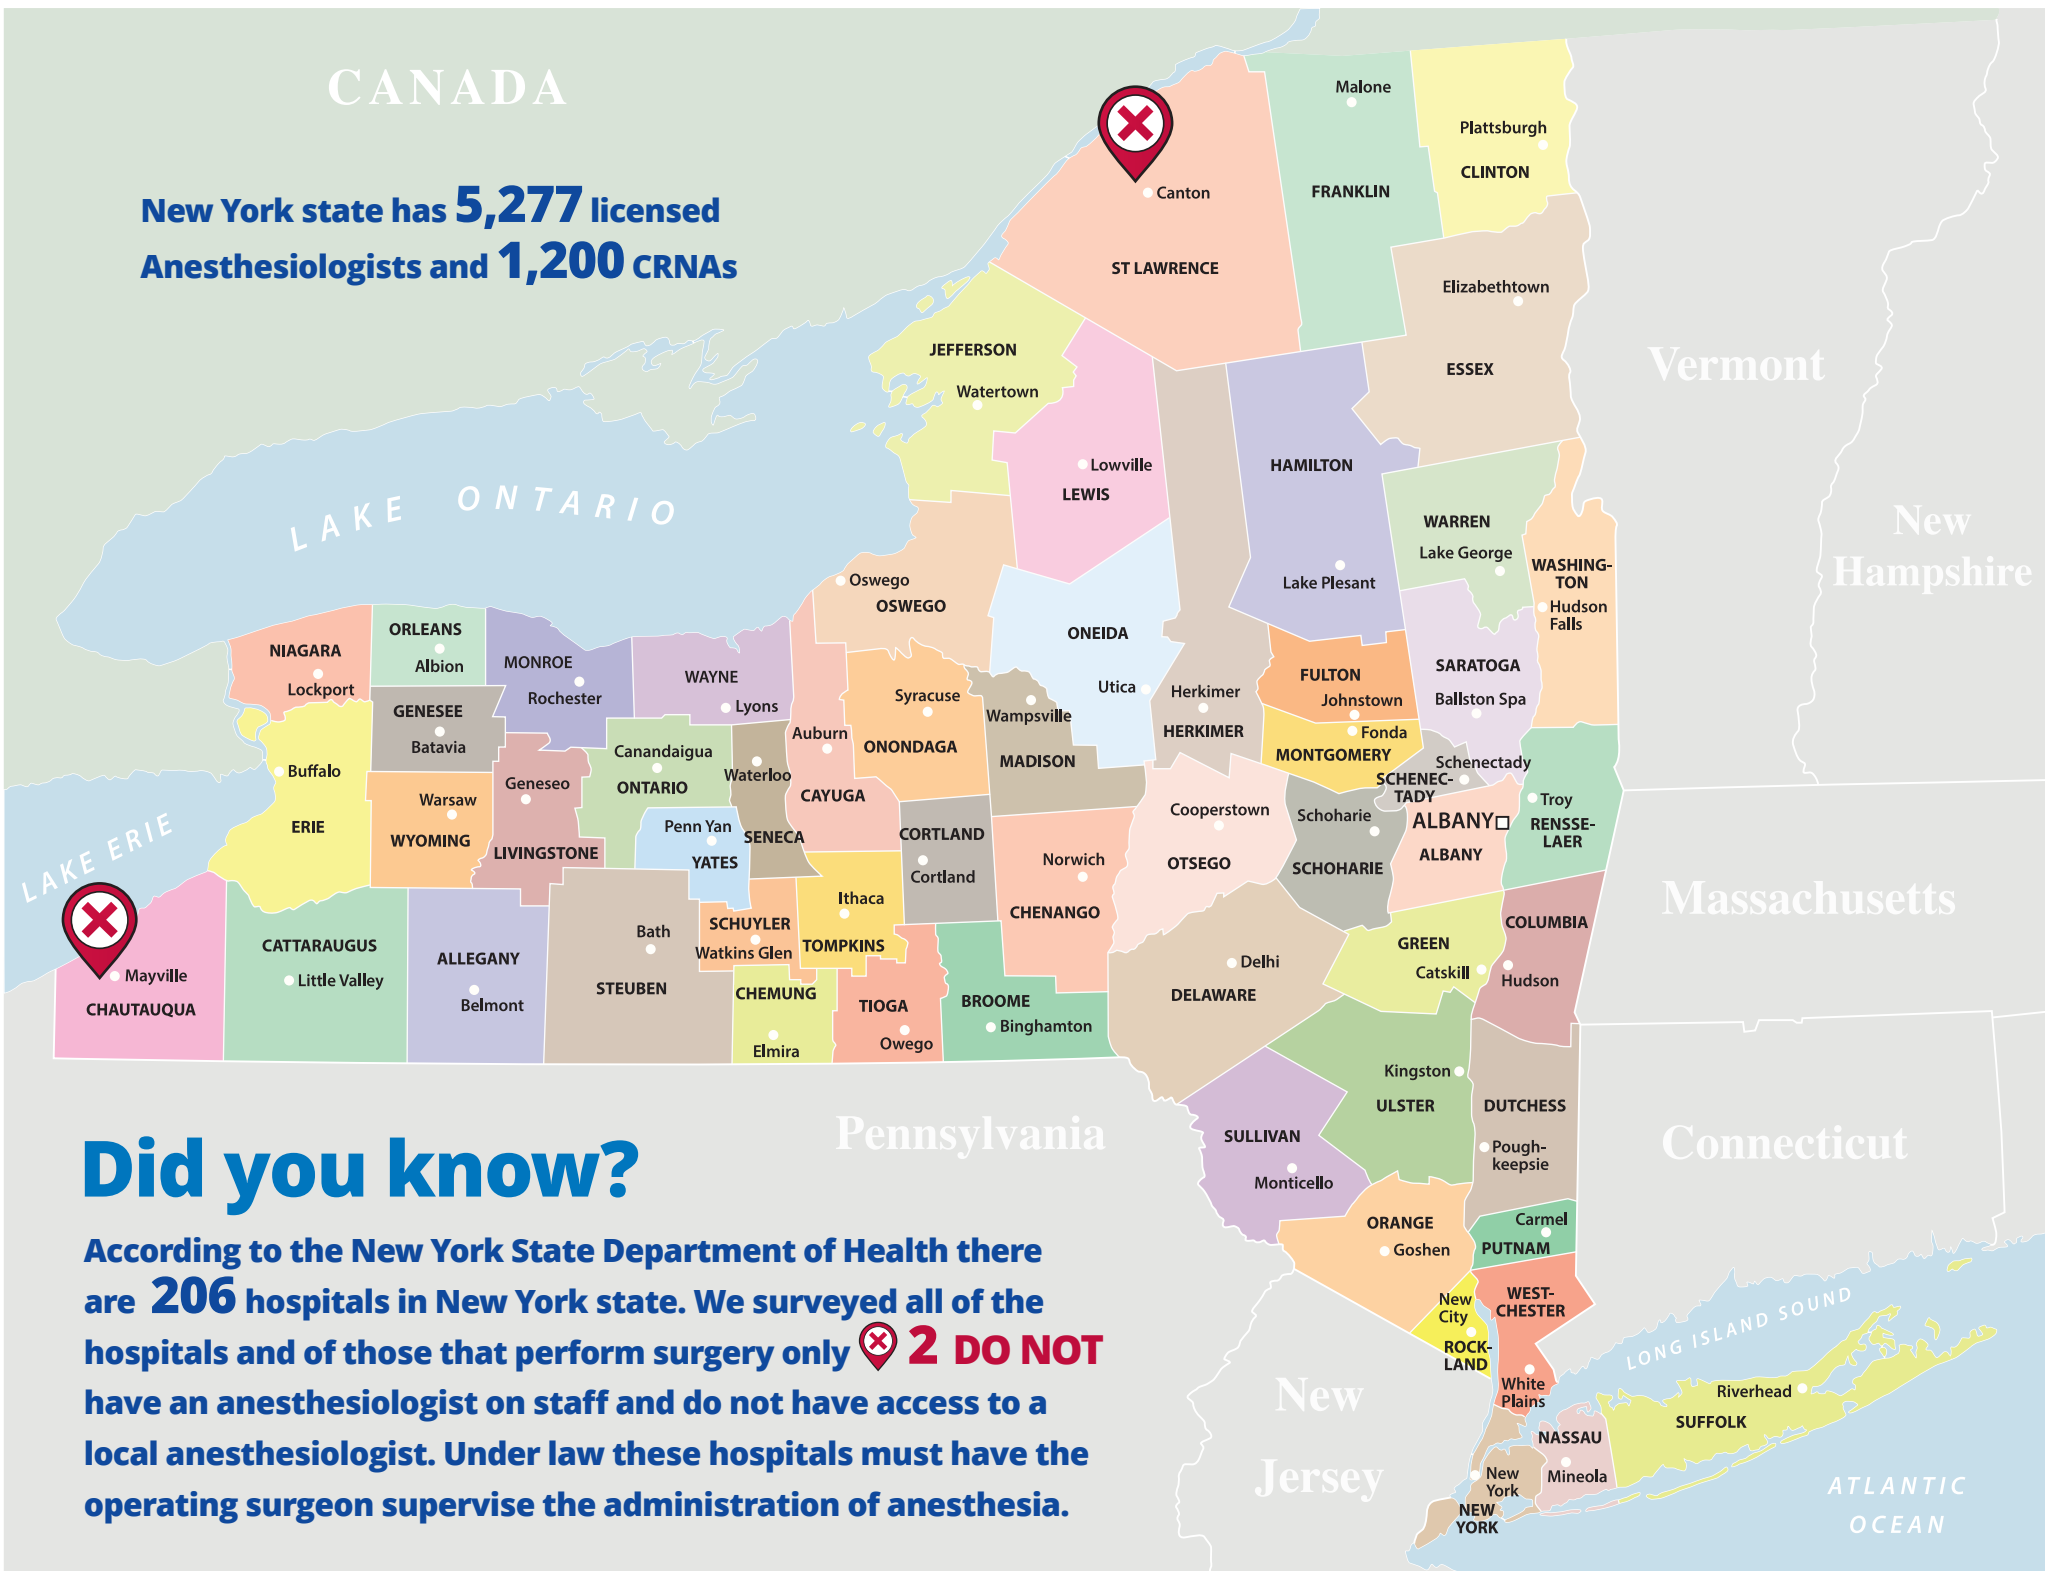 CANADA
New York state has 5,277 licensed
Anesthesiologists and 1,200 CRNAs
Malone
Plattsburgh
CLINTON
FRANKLIN
Canton
ST LAWRENCE
Elizabethtown
ESSEX
JEFFERSON
Watertown
Vermont
Lowville
LEWIS
HAMILTON
Lake Plesant
WARREN
Lake George
New
Hampshire
LAKE ONTARIO
WASHING-
TON
Hudson
Falls
Oswego
OSWEGO
ONEIDA
Utica
NIAGARA
Lockport
ORLEANS
Albion
MONROE
Rochester
WAYNE
Lyons
Syracuse
ONONDAGA
Wampsville
MADISON
Herkimer
HERKIMER
FULTON
Johnstown
Fonda
MONTGOMERY
SARATOGA
Ballston Spa
GENESEE
Batavia
Canandaigua
ONTARIO
Waterloo
SENECA
Auburn
CAYUGA
Schenectady
SCHENEC-
TADY
Buffalo
ERIE
Warsaw
WYOMING
Geneseo
LIVINGSTONE
Penn Yan
YATES
CORTLAND
Cortland
Norwich
CHENANGO
Cooperstown
OTSEGO
Schoharie
SCHOHARIE
ALBANY
ALBANY
Troy
RENSSE-
LAER
LAKE ERIE
Massachusetts
Mayville
CHAUTAUQUA
CATTARAUGUS
Little Valley
ALLEGANY
Belmont
Bath
STEUBEN
SCHUYLER
Watkins Glen
Ithaca
TOMPKINS
CHEMUNG
Elmira
TIOGA
Owego
BROOME
Binghamton
Delhi
DELAWARE
GREEN
Catskill
COLUMBIA
Hudson
Kingston
ULSTER
DUTCHESS
Pough-
keepsie
Pennsylvania
SULLIVAN
Monticello
Connecticut
ORANGE
Goshen
Carmel
PUTNAM
New
City
ROCK-
LAND
WEST-
CHESTER
White
Plains
LONG ISLAND SOUND
Riverhead
SUFFOLK
NASSAU
Mineola
New
York
NEW
YORK
New
Jersey
ATLANTIC
OCEAN
Did you know?
According to the New York State Department of Health there
are 206 hospitals in New York state. We surveyed all of the
hospitals and of those that perform surgery only 2 DO NOT
have an anesthesiologist on staff and do not have access to a
local anesthesiologist. Under law these hospitals must have the
operating surgeon supervise the administration of anesthesia.